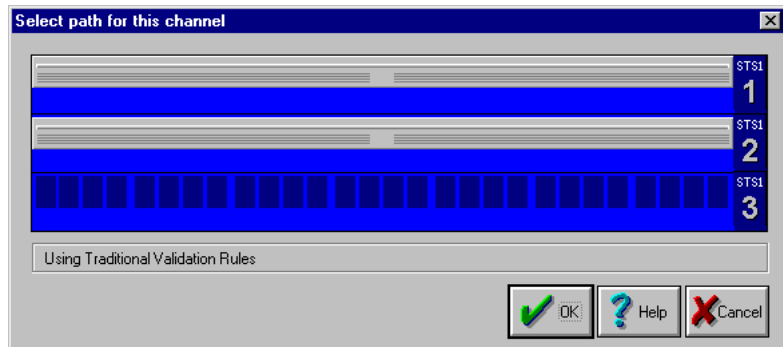 Select path for this channel
STS1
1
STS1
2
STS1
3
Using Traditional Validation Rules
OK
Help
Cancel